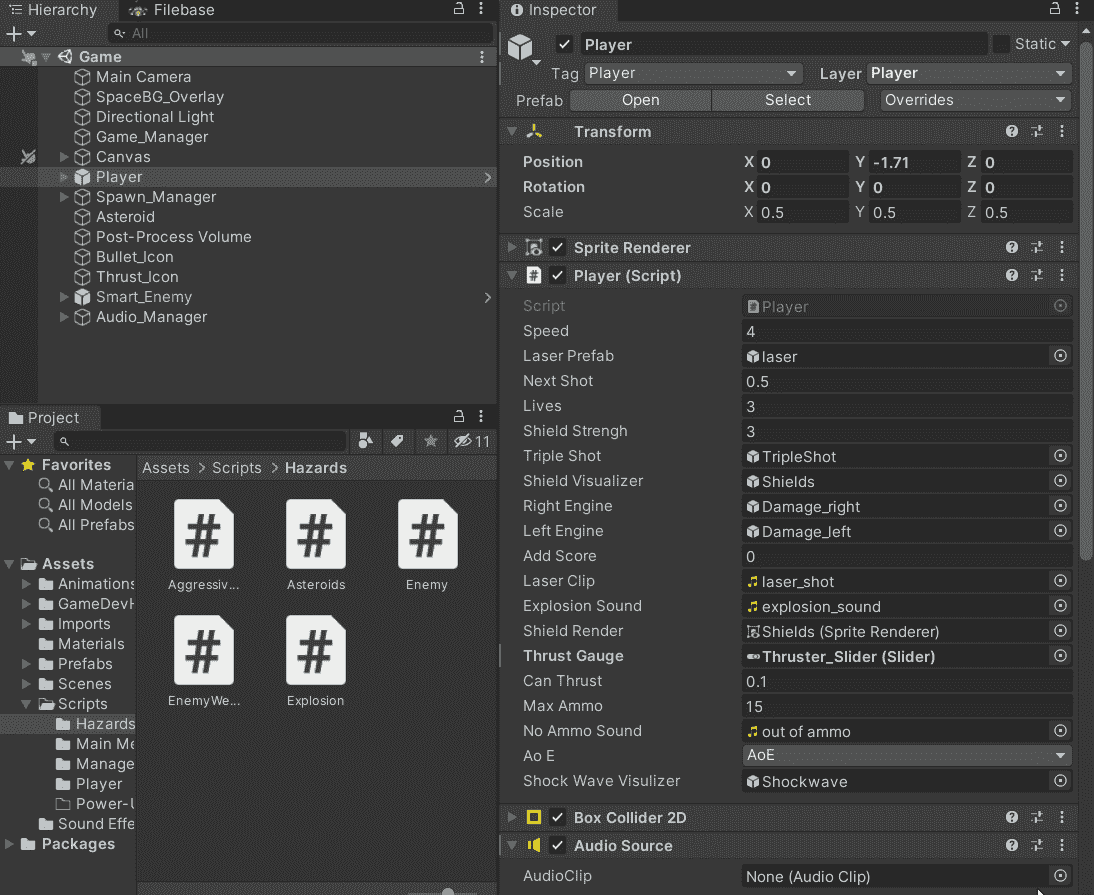 Hierarchy
Filebase
All
Game
Main Camera
SpaceBG_Overlay
Directional Light
Game_Manager
Canvas
Player
Spawn_Manager
Asteroid
Post-Process Volume
Bullet_Icon
Thrust_Icon
Smart_Enemy
Audio_Manager
Project
11
Favorites
All Materia
All Models
All Prefabs
Assets
Animations
GameDevH
Imports
Materials
Prefabs
Scenes
Scripts
Hazards
Main Me
Manage
Player
Power-U
Sound Effe
Packages
Assets > Scripts > Hazards
Aggressiv...
Asteroids
Enemy
EnemyWe...
Explosion
Inspector
Player
Static
Tag Player
Layer Player
Prefab Open Select Overrides
Transform
Position X 0 Y -1.71 Z 0
Rotation X 0 Y 0 Z 0
Scale X 0.5 Y 0.5 Z 0.5
Sprite Renderer
# Player (Script)
Script Player
Speed 4
Laser Prefab laser
Next Shot 0.5
Lives 3
Shield Strengh 3
Triple Shot TripleShot
Shield Visualizer Shields
Right Engine Damage_right
Left Engine Damage_left
Add Score 0
Laser Clip laser_shot
Explosion Sound explosion_sound
Shield Render Shields (Sprite Renderer)
Thrust Gauge Thruster_Slider (Slider)
Can Thrust 0.1
Max Ammo 15
No Ammo Sound out of ammo
Ao E AoE
Shock Wave Visulizer Shockwave
Box Collider 2D
Audio Source
AudioClip None (Audio Clip)